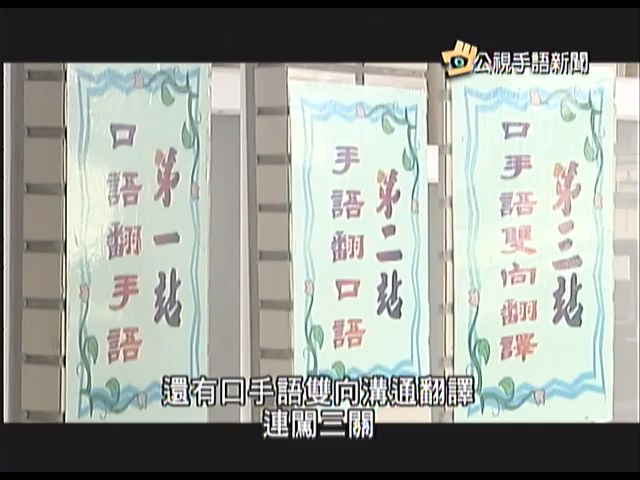 公視手語新聞
第一站
口語翻手語
第二站
手語翻口語
第三站
口手語雙向翻譯
還有口手語雙向溝通翻譯
連闖三關